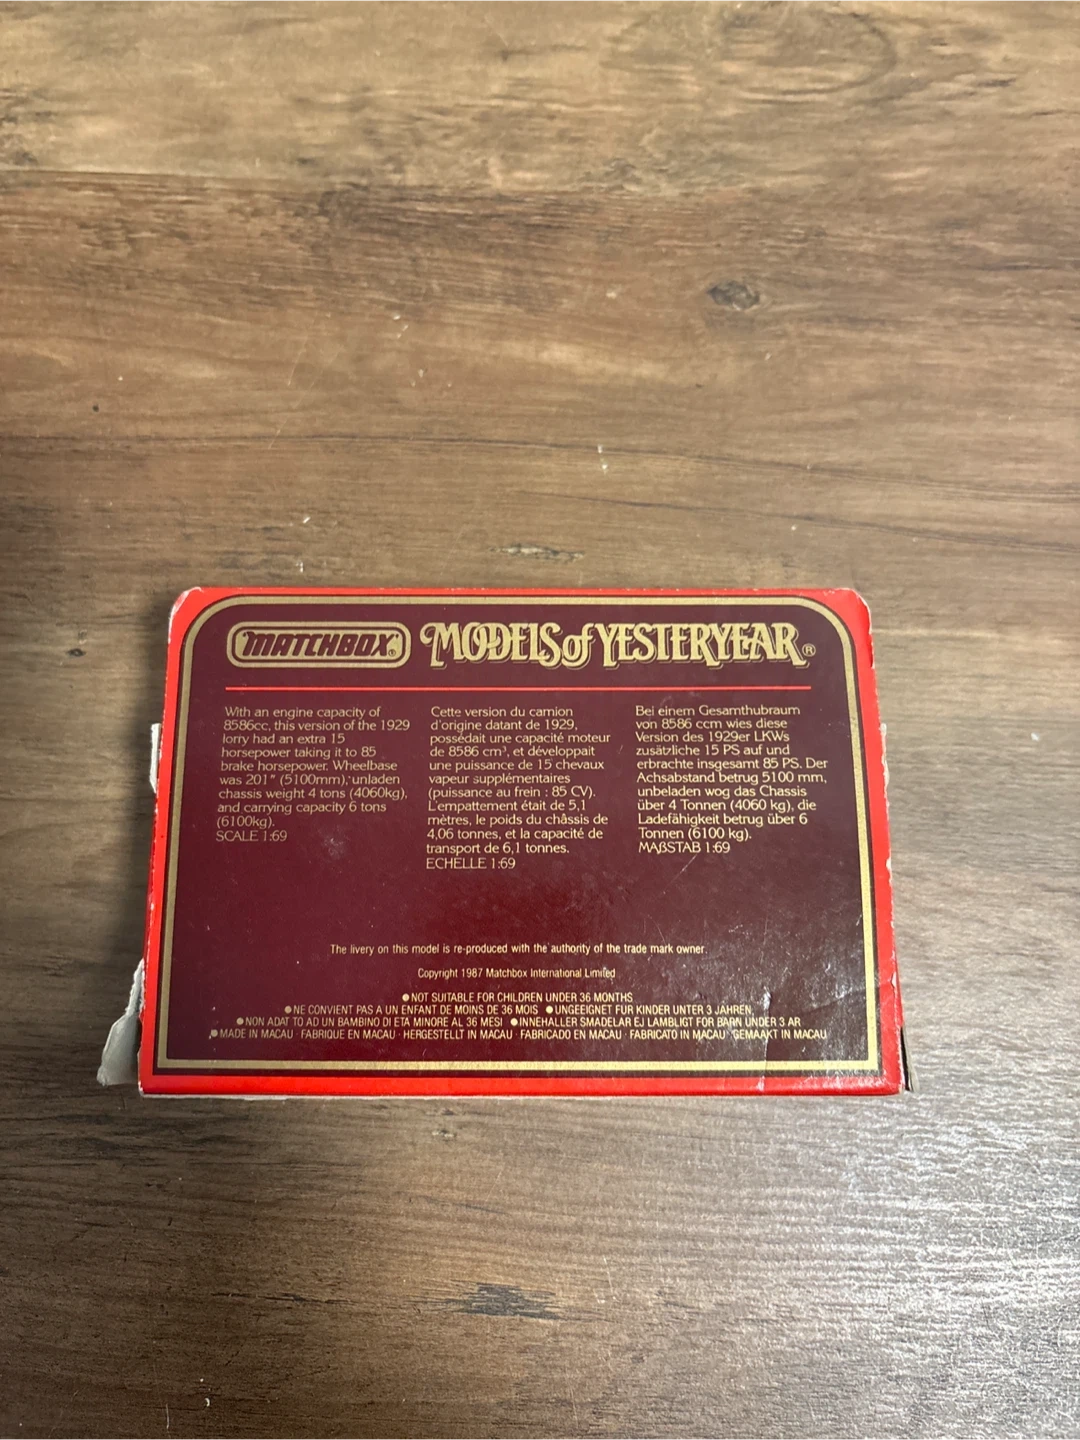 MATCHBOX® MODELS of YESTERYEAR®
With an engine capacity of
8586cc, this version of the 1929
lorry had an extra 15
horsepower taking it to 85
brake horsepower. Wheelbase
was 201" (5100mm), unladen
chassis weight 4 tons (4060kg),
and carrying capacity 6 tons
(6100kg).
SCALE 1:69
Cette version du camion
d'origine datant de 1929,
possédait une capacité moteur
de 8586 cm³, et développait
une puissance de 15 chevaux
vapeur supplémentaires
(puissance au frein : 85 CV).
L'empattement était de 5,1
mètres, le poids du châssis de
4,06 tonnes, et la capacité de
transport de 6,1 tonnes.
ECHELLE 1:69
Bei einem Gesamthubraum
von 8586 ccm wies diese
Version des 1929er LKWs
zusätzliche 15 PS auf und
erbrachte insgesamt 85 PS. Der
Achsabstand betrug 5100 mm,
unbeladen wog das Chassis
über 4 Tonnen (4060 kg), die
Ladefähigkeit betrug über 6
Tonnen (6100 kg).
MAßSTAB 1:69
The livery on this model is re-produced with the authority of the trade mark owner.
Copyright 1987 Matchbox International Limited
●NOT SUITABLE FOR CHILDREN UNDER 36 MONTHS
●NE CONVIENT PAS A UN ENFANT DE MOINS DE 36 MOIS ●UNGEEIGNET FUR KINDER UNTER 3 JAHREN,
●NON ADATTO AD UN BAMBINO DI ETA MINORE AL 36 MESI ●INNEHALLER SMADELAR EJ LAMBLIGT FOR BARN UNDER 3 AR
●MADE IN MACAU · FABRIQUE EN MACAU · HERGESTELLT IN MACAU · FABRICADO EN MACAU · FABRICATO IN MACAU · GEMAAKT IN MACAU